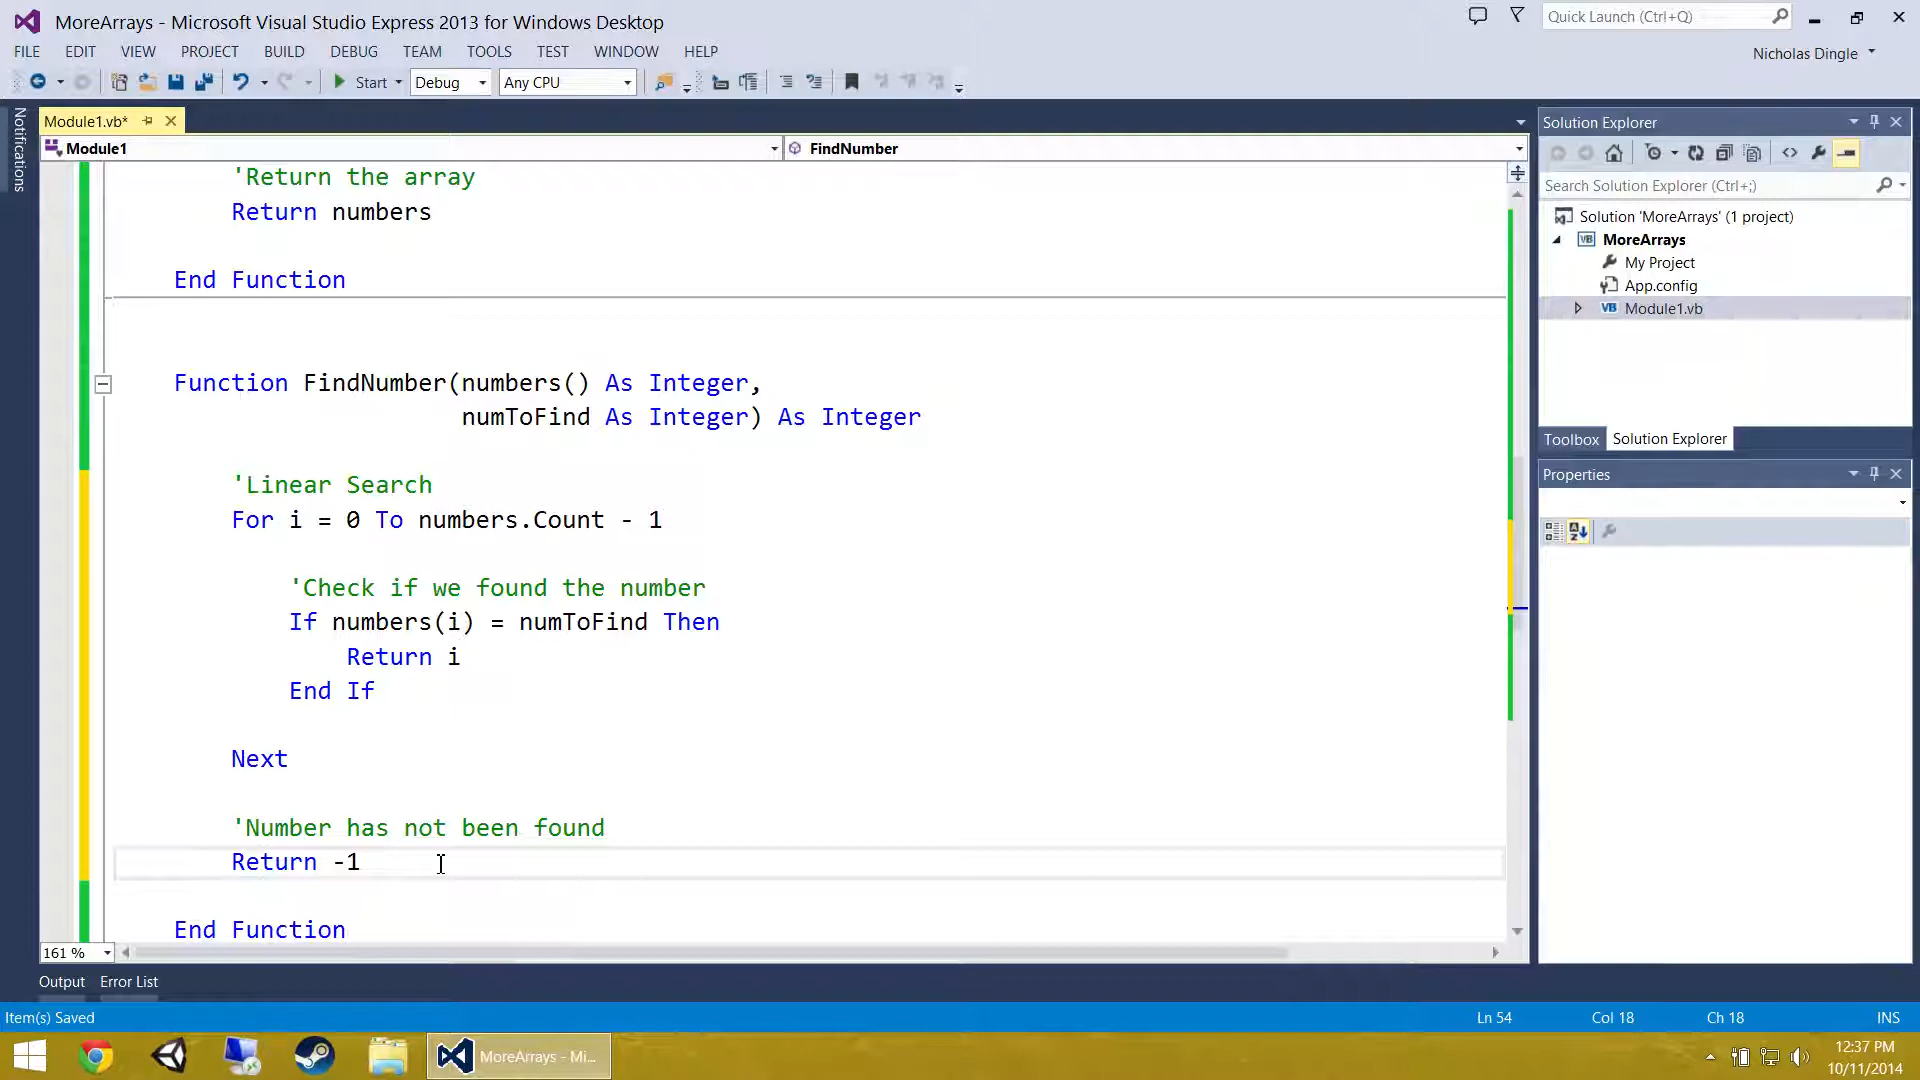 MoreArrays - Microsoft Visual Studio Express 2013 for Windows Desktop
Quick Launch (Ctrl+Q)
FILE EDIT VIEW PROJECT BUILD DEBUG TEAM TOOLS TEST WINDOW HELP
Nicholas Dingle
Start Debug Any CPU
Notifications
Module1.vb*
Module1
FindNumber
'Return the array
Return numbers
End Function
Function FindNumber(numbers() As Integer,
numToFind As Integer) As Integer
'Linear Search
For i = 0 To numbers.Count - 1
'Check if we found the number
If numbers(i) = numToFind Then
Return i
End If
Next
'Number has not been found
Return -1
End Function
161 %
Solution Explorer
Search Solution Explorer (Ctrl+;)
Solution 'MoreArrays' (1 project)
VB MoreArrays
My Project
App.config
VB Module1.vb
Toolbox Solution Explorer
Properties
Output Error List
Item(s) Saved
Ln 54 Col 18 Ch 18 INS
MoreArrays - Mi...
12:37 PM
10/11/2014